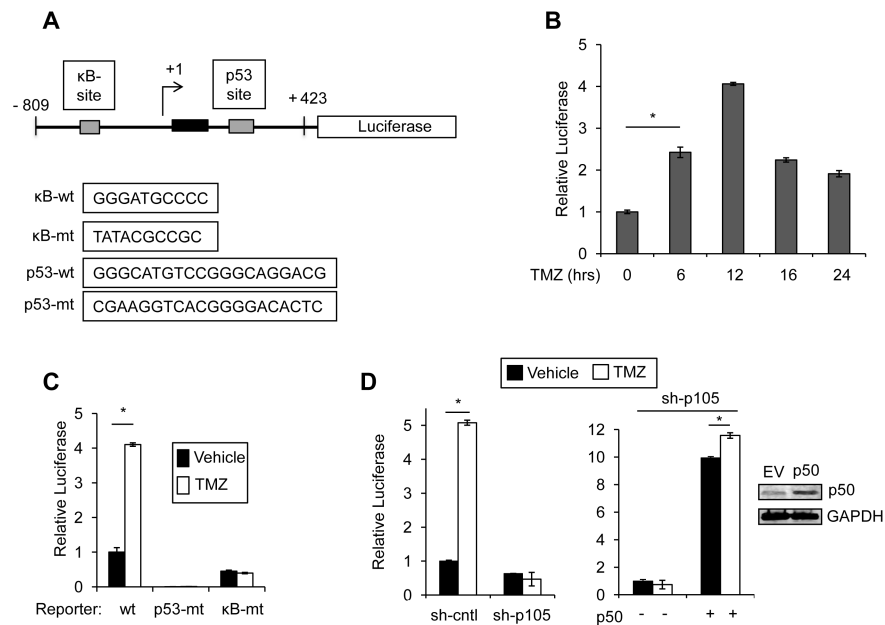 A
κB-
site
+1
p53
site
- 809
+ 423
Luciferase
κB-wt GGGATGCCCC
κB-mt TATACGCCGC
p53-wt GGGCATGTCCGGGCAGGACG
p53-mt CGAAGGTCACGGGGACACTC
B
Relative Luciferase
5
4
3
2
1
0
*
TMZ (hrs) 0 6 12 16 24
C
Relative Luciferase
5
4
3
2
1
0
*
Vehicle
TMZ
Reporter: wt p53-mt κB-mt
D
Vehicle TMZ
Relative Luciferase
5
4
3
2
1
0
*
sh-cntl sh-p105
sh-p105
12
10
8
6
4
2
0
*
p50 - - + +
EV p50
p50
GAPDH